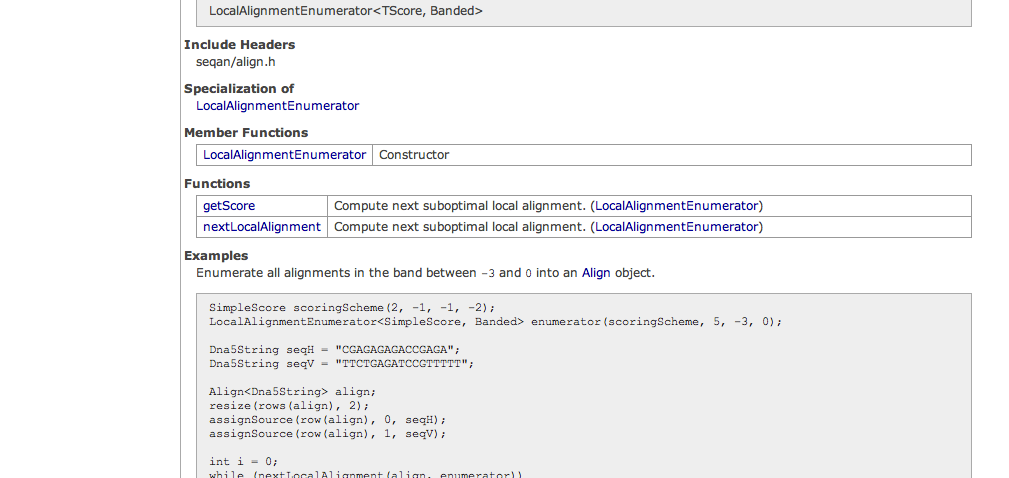 LocalAlignmentEnumerator<TScore, Banded>
Include Headers
seqan/align.h
Specialization of
LocalAlignmentEnumerator
Member Functions
LocalAlignmentEnumerator Constructor
Functions
getScore Compute next suboptimal local alignment. (LocalAlignmentEnumerator)
nextLocalAlignment Compute next suboptimal local alignment. (LocalAlignmentEnumerator)
Examples
Enumerate all alignments in the band between -3 and 0 into an Align object.
SimpleScore scoringScheme(2, -1, -1, -2);
LocalAlignmentEnumerator<SimpleScore, Banded> enumerator(scoringScheme, 5, -3, 0);
Dna5String seqH = "CGAGAGAGACCGAGA";
Dna5String seqV = "TTCTGAGATCCGTTTTT";
Align<Dna5String> align;
resize(rows(align), 2);
assignSource(row(align), 0, seqH);
assignSource(row(align), 1, seqV);
int i = 0;
while (nextLocalAlignment(align, enumerator))